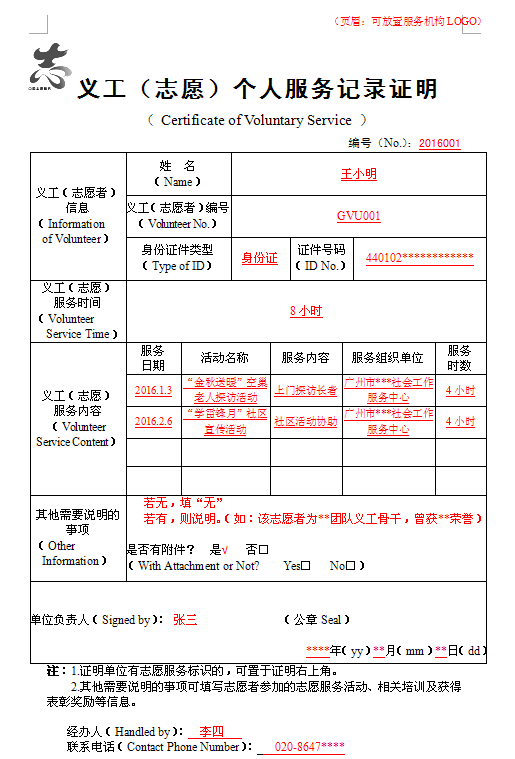 （页眉：可放置服务机构 LOGO）
志
义工（志愿）个人服务记录证明
（ Certificate of Voluntary Service ）
编号（No.）：2016001
义工（志愿者）
信息
（ Information
of Volunteer）
姓 名
（ Name ）
王小明
义工（志愿者）编号
（ Volunteer No. ）
GVU001
身份证件类型
（ Type of ID ）
身份证
证件号码
（ ID No. ）
440102************
义工（志愿）
服务时间
（ Volunteer
Service Time ）
8 小时
义工（志愿）
服务内容
（ Volunteer
Service Content ）
服务
日期
活动名称
服务内容
服务组织单位
服务
时数
2016.1.3
“金秋送暖”空巢
老人探访活动
上门探访长者
广州市***社会工作
服务中心
4 小时
2016.2.6
“学雷锋月”社区
宣传活动
社区活动协助
广州市***社会工作
服务中心
4 小时
其他需要说明的
事项
（ Other
Information ）
若无，填“无”
若有，则说明。（如：该志愿者为**团队义工骨干，曾获**荣誉）
是否有附件？ 是√ 否□
（ With Attachment or Not? Yes□ No□ ）
单位负责人（ Signed by ）： 张三 （公章 Seal ）
****年（ yy ）**月（ mm ）**日（ dd ）
注：1.证明单位有志愿服务标识的，可置于证明右上角。
2.其他需要说明的事项可填写志愿者参加的志愿服务活动、相关培训及获得
表彰奖励等信息。
经办人（ Handled by ）： 李四
联系电话（ Contact Phone Number ）： 020-8647****